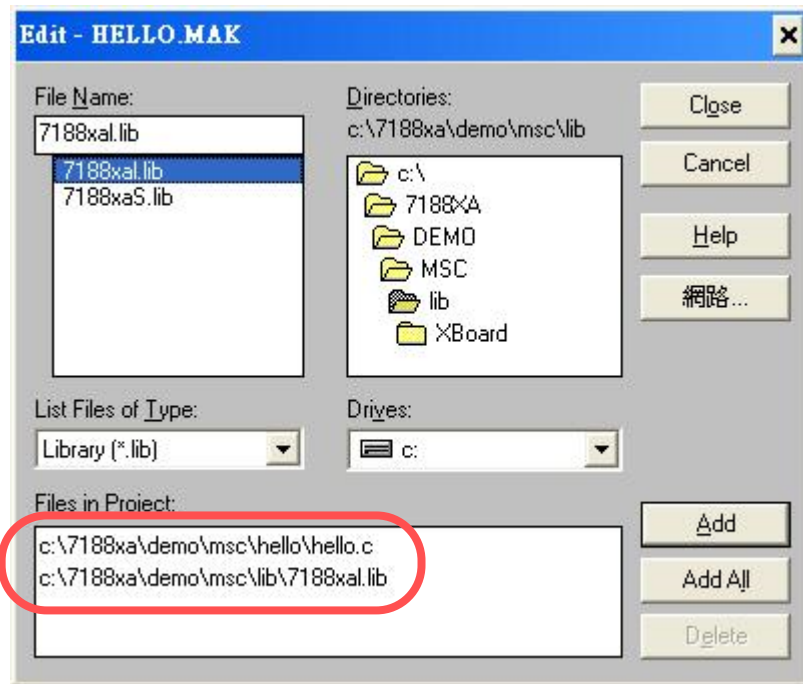 Edit - HELLO.MAK
File Name:
7188xal.lib
7188xal.lib
7188xaS.lib
Directories:
c:\7188xa\demo\msc\lib
c:\
7188XA
DEMO
MSC
lib
XBoard
Close
Cancel
Help
網路...
List Files of Type:
Library (*.lib)
Drives:
c:
Files in Project:
c:\7188xa\demo\msc\hello\hello.c
c:\7188xa\demo\msc\lib\7188xal.lib
Add
Add All
Delete